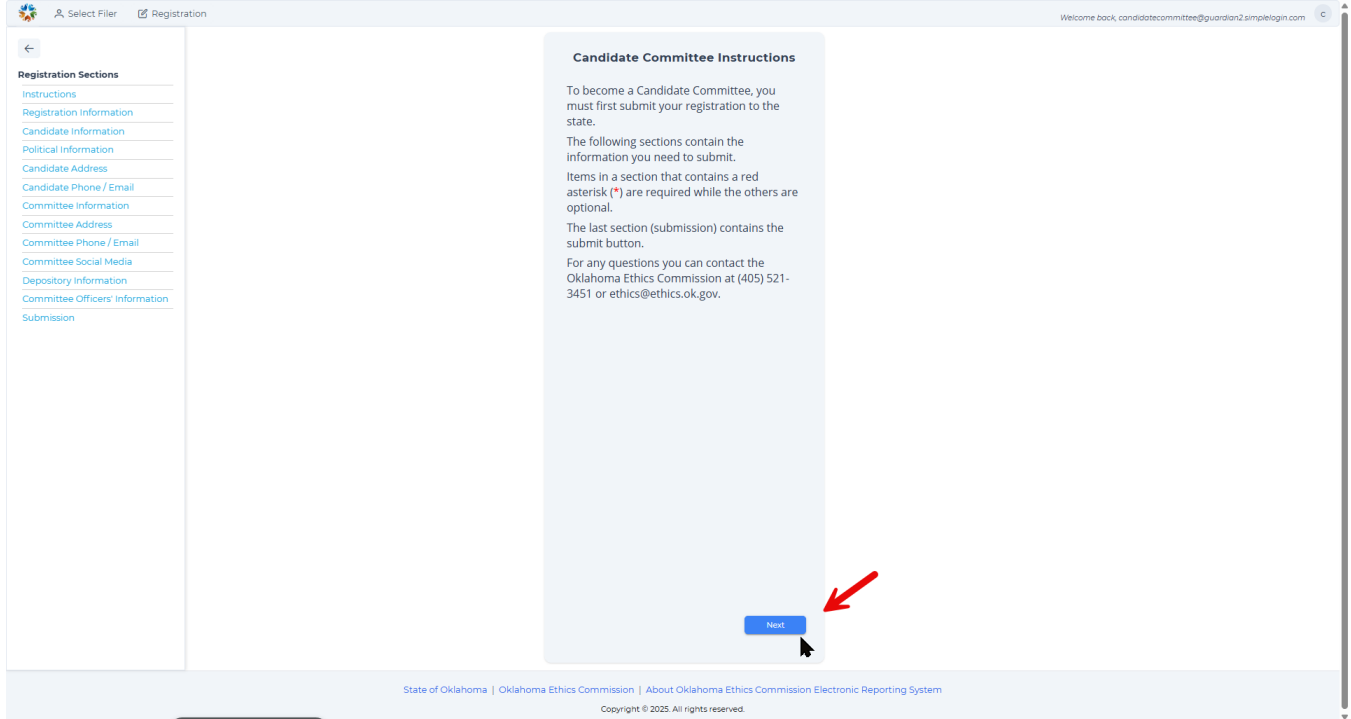 Select Filer
Registration
Welcome back, candidatecommittee@guardian2.simplelogin.com
C
Registration Sections
Instructions
Registration Information
Candidate Information
Political Information
Candidate Address
Candidate Phone / Email
Committee Information
Committee Address
Committee Phone / Email
Committee Social Media
Depository Information
Committee Officers' Information
Submission
Candidate Committee Instructions
To become a Candidate Committee, you
must first submit your registration to the
state.
The following sections contain the
information you need to submit.
Items in a section that contains a red
asterisk (*) are required while the others are
optional.
The last section (submission) contains the
submit button.
For any questions you can contact the
Oklahoma Ethics Commission at (405) 521-
3451 or ethics@ethics.ok.gov.
Next
State of Oklahoma | Oklahoma Ethics Commission | About Oklahoma Ethics Commission Electronic Reporting System
Copyright © 2025. All rights reserved.